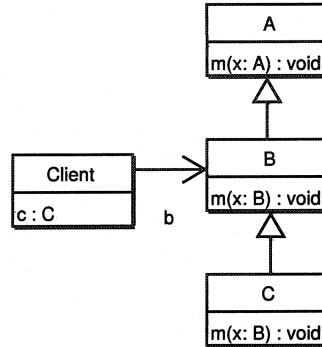 A
m(x: A) : void
B
m(x: B) : void
Client
c : C
b
C
m(x: B) : void